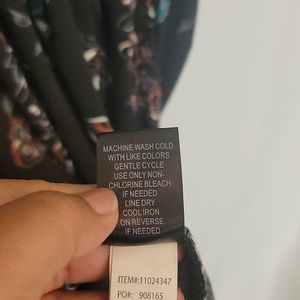 MACHINE WASH COLD
WITH LIKE COLORS
GENTLE CYCLE
USE ONLY NON-
CHLORINE BLEACH
IF NEEDED
LINE DRY
COOL IRON
ON REVERSE
IF NEEDED
ITEM#:11024347
PO#: 908165